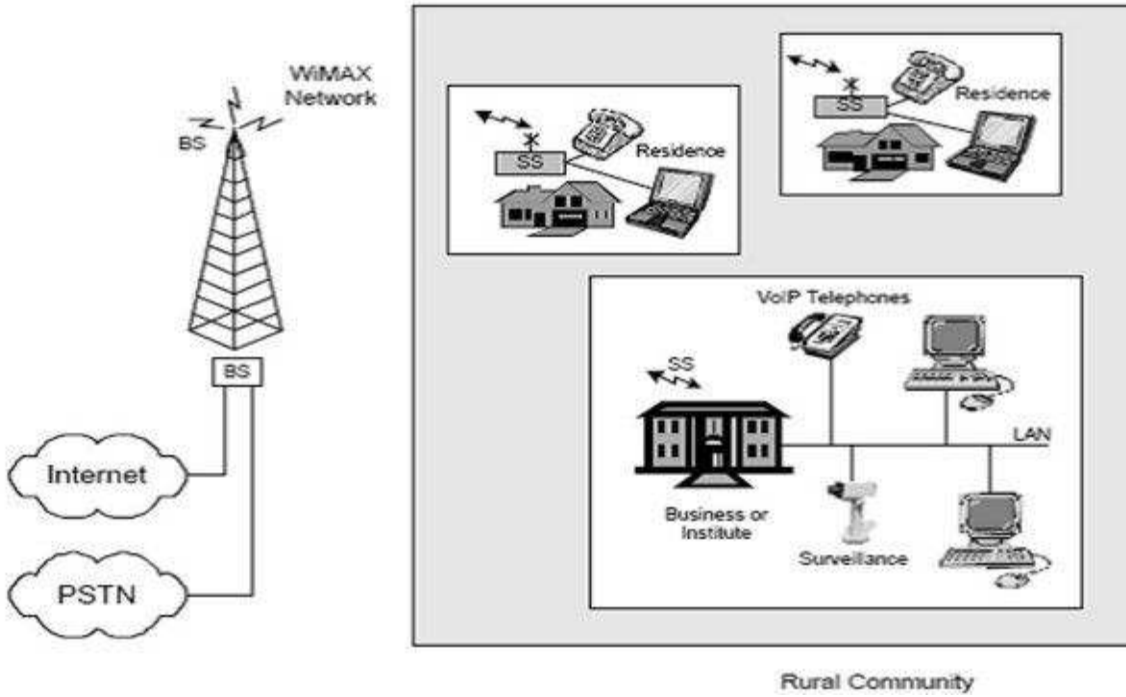 WiMAX
Network
BS
BS
Internet
PSTN
SS
Residence
SS
Residence
VoIP Telephones
SS
LAN
Business or
Institute
Surveillance
Rural Community